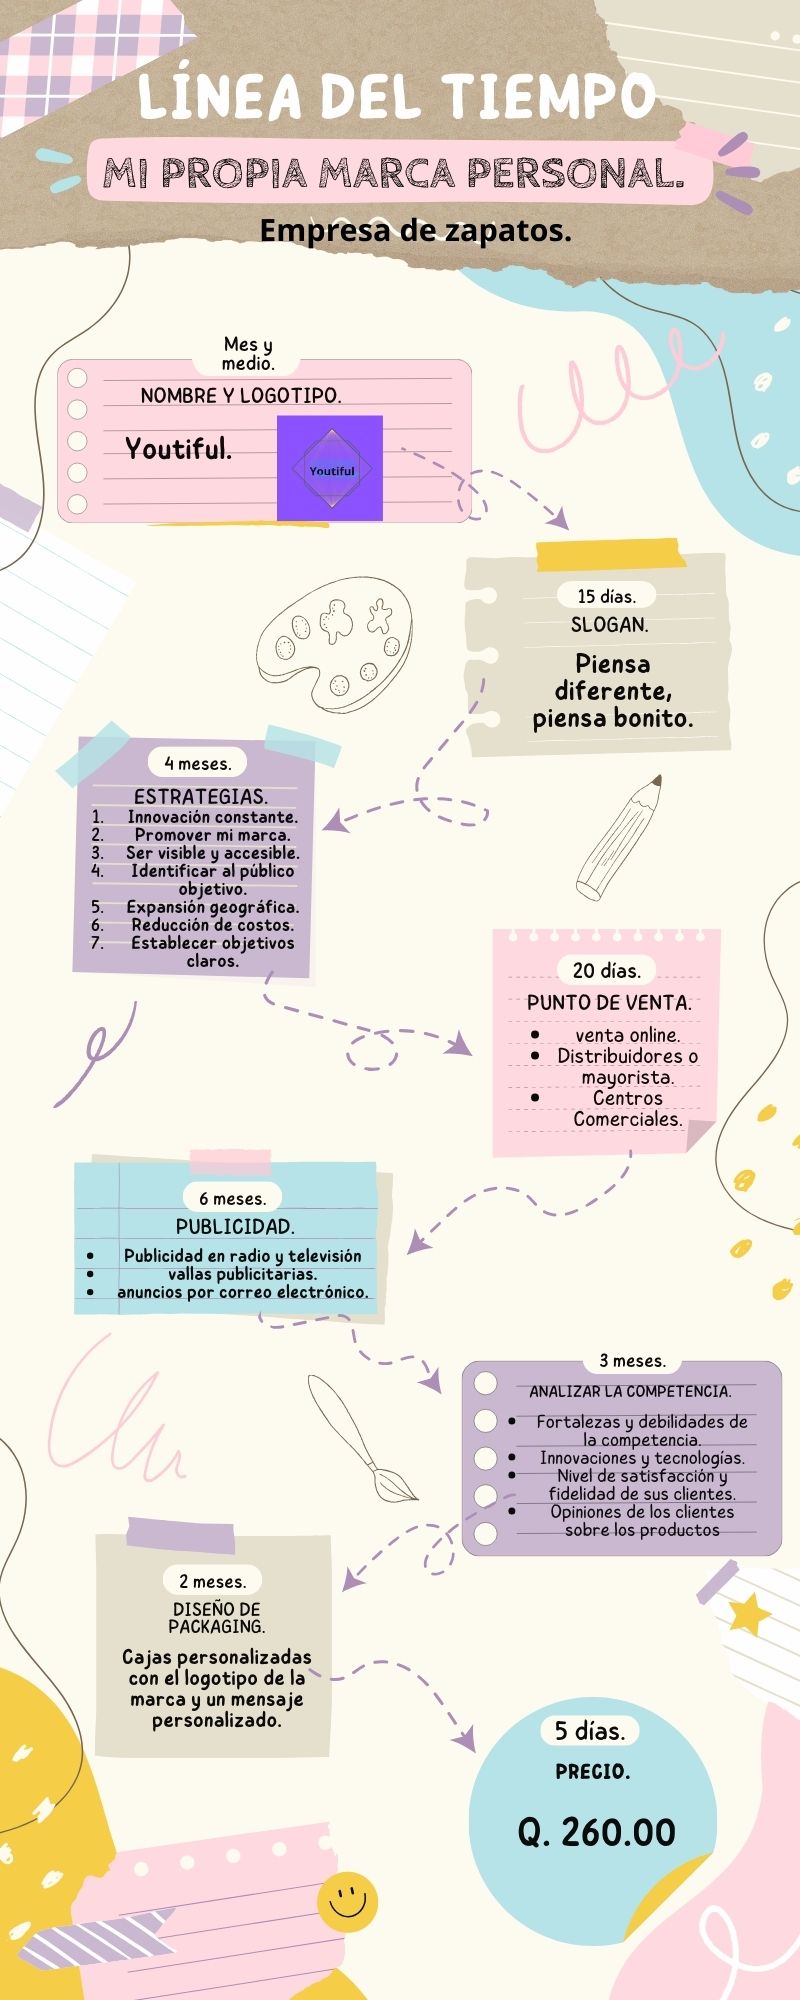 LÍNEA DEL TIEMPO
MI PROPIA MARCA PERSONAL.
Empresa de zapatos.
Mes y
medio.
NOMBRE Y LOGOTIPO.
Youtiful.
Youtiful
15 días.
SLOGAN.
Piensa
diferente,
piensa bonito.
4 meses.
ESTRATEGIAS.
1. Innovación constante.
2. Promover mi marca.
3. Ser visible y accesible.
4. Identificar al público
objetivo.
5. Expansión geográfica.
6. Reducción de costos.
7. Establecer objetivos
claros.
20 días.
PUNTO DE VENTA.
• venta online.
• Distribuidores o
mayorista.
• Centros
Comerciales.
6 meses.
PUBLICIDAD.
• Publicidad en radio y televisión
• vallas publicitarias.
• anuncios por correo electrónico.
3 meses.
ANALIZAR LA COMPETENCIA.
• Fortalezas y debilidades de
la competencia.
• Innovaciones y tecnologías.
• Nivel de satisfacción y
fidelidad de sus clientes.
• Opiniones de los clientes
sobre los productos
2 meses.
DISEÑO DE
PACKAGING.
Cajas personalizadas
con el logotipo de la
marca y un mensaje
personalizado.
5 días.
PRECIO.
Q. 260.00